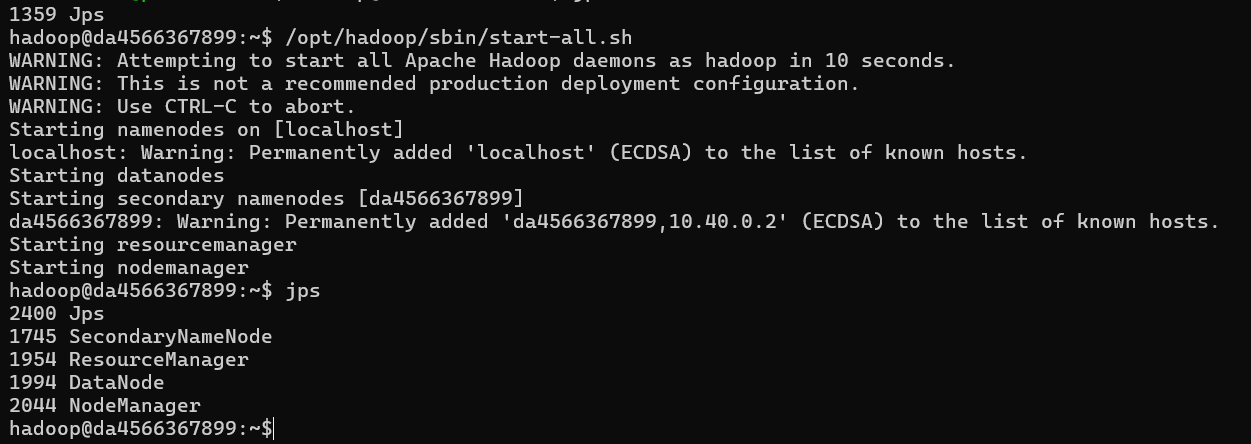 1359 Jps
hadoop@da4566367899:~$ /opt/hadoop/sbin/start-all.sh
WARNING: Attempting to start all Apache Hadoop daemons as hadoop in 10 seconds.
WARNING: This is not a recommended production deployment configuration.
WARNING: Use CTRL-C to abort.
Starting namenodes on [localhost]
localhost: Warning: Permanently added 'localhost' (ECDSA) to the list of known hosts.
Starting datanodes
Starting secondary namenodes [da4566367899]
da4566367899: Warning: Permanently added 'da4566367899,10.40.0.2' (ECDSA) to the list of known hosts.
Starting resourcemanager
Starting nodemanager
hadoop@da4566367899:~$ jps
2400 Jps
1745 SecondaryNameNode
1954 ResourceManager
1994 DataNode
2044 NodeManager
hadoop@da4566367899:~$